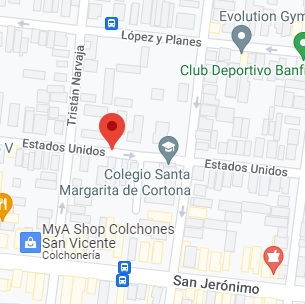 Evolution Gym
López y Planes
Club Deportivo Banfi
Tristán Narvaja
s V
Estados Unidos
Estados Unidos
Colegio Santa
Margarita de Cortona
MyA Shop Colchones
San Vicente
Colchonería
San Jerónimo